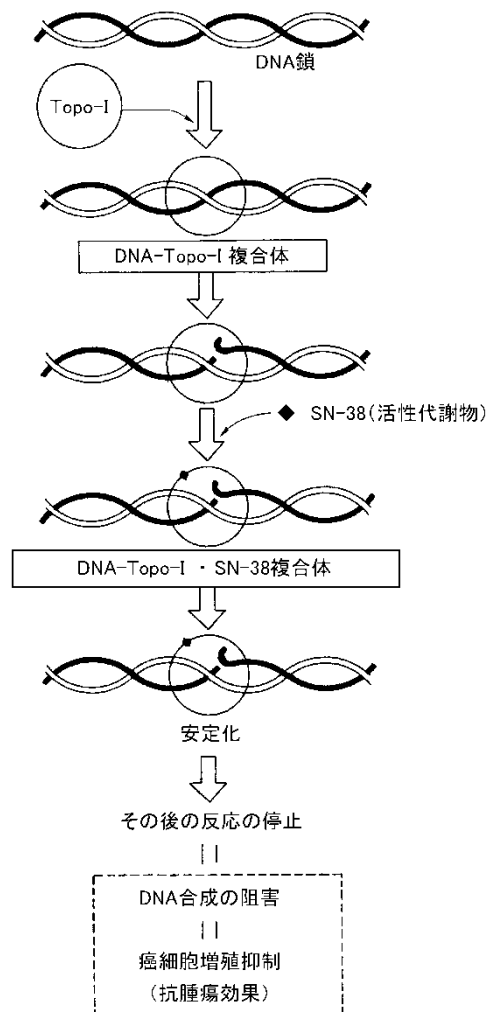 DNA鎖
Topo-I
DNA-Topo-I 複合体
◆ SN-38(活性代謝物)
DNA-Topo-I ・SN-38複合体
安定化
その後の反応の停止
DNA合成の阻害
癌細胞増殖抑制
(抗腫瘍効果)